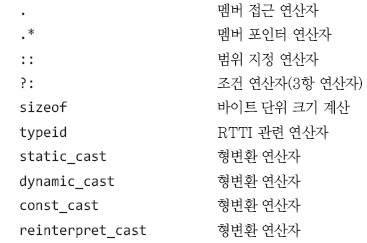 . 멤버 접근 연산자
.* 멤버 포인터 연산자
:: 범위 지정 연산자
?: 조건 연산자(3항 연산자)
sizeof 바이트 단위 크기 계산
typeid RTTI 관련 연산자
static_cast 형변환 연산자
dynamic_cast 형변환 연산자
const_cast 형변환 연산자
reinterpret_cast 형변환 연산자